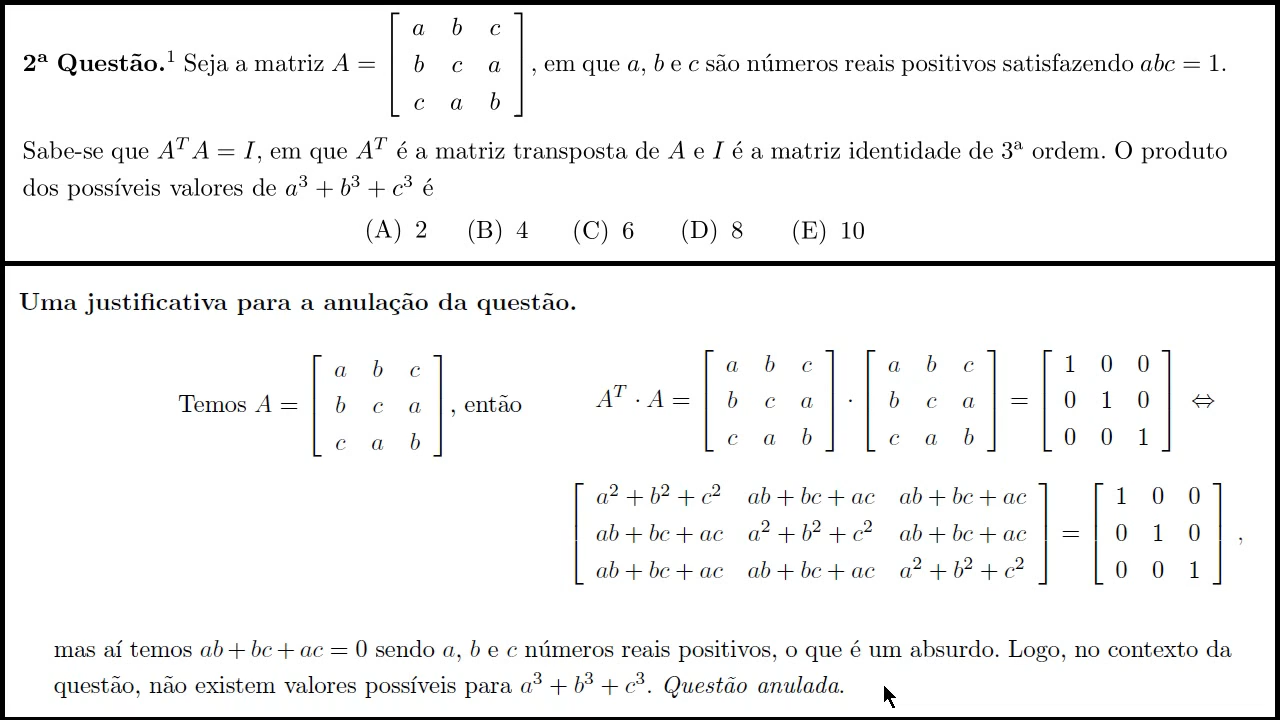 2ª Questão.¹ Seja a matriz A = [ a b c ; b c a ; c a b ], em que a, b e c são números reais positivos satisfazendo abc = 1.
Sabe-se que AᵀA = I, em que Aᵀ é a matriz transposta de A e I é a matriz identidade de 3ª ordem. O produto
dos possíveis valores de a³ + b³ + c³ é
(A) 2 (B) 4 (C) 6 (D) 8 (E) 10
Uma justificativa para a anulação da questão.
Temos A = [ a b c ; b c a ; c a b ], então Aᵀ · A = [ a b c ; b c a ; c a b ] · [ a b c ; b c a ; c a b ] = [ 1 0 0 ; 0 1 0 ; 0 0 1 ] ⇔
[ a² + b² + c² ab + bc + ac ab + bc + ac ; ab + bc + ac a² + b² + c² ab + bc + ac ; ab + bc + ac ab + bc + ac a² + b² + c² ] = [ 1 0 0 ; 0 1 0 ; 0 0 1 ] ,
mas aí temos ab + bc + ac = 0 sendo a, b e c números reais positivos, o que é um absurdo. Logo, no contexto da
questão, não existem valores possíveis para a³ + b³ + c³. Questão anulada.